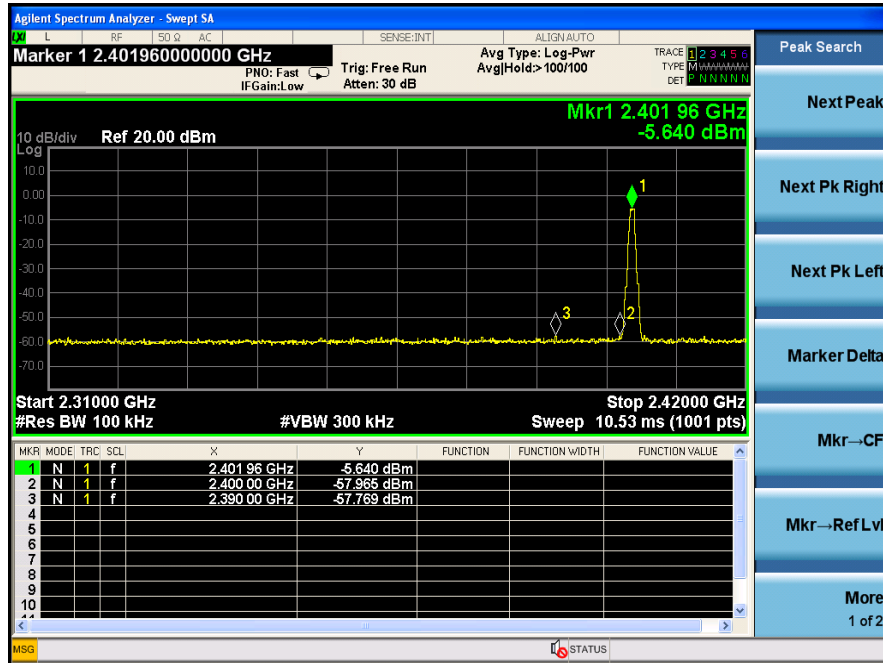 Agilent Spectrum Analyzer - Swept SA
LXI L RF 50 Ω AC SENSE:INT ALIGN AUTO
Marker 1 2.401960000000 GHz
PNO: Fast
IFGain:Low
Trig: Free Run
Atten: 30 dB
Avg Type: Log-Pwr
Avg|Hold:>100/100
TRACE 1 2 3 4 5 6
TYPE M
DET P N N N N N
Peak Search
Next Peak
Next Pk Right
Next Pk Left
Marker Delta
Mkr→CF
Mkr→Ref Lvl
More
1 of 2
Mkr1 2.401 96 GHz
-5.640 dBm
10 dB/div Ref 20.00 dBm
Log
10.0
0.00
-10.0
-20.0
-30.0
-40.0
-50.0
-60.0
-70.0
1
3
2
Start 2.31000 GHz Stop 2.42000 GHz
#Res BW 100 kHz #VBW 300 kHz Sweep 10.53 ms (1001 pts)
MKR MODE TRC SCL X Y FUNCTION FUNCTION WIDTH FUNCTION VALUE
1 N 1 f 2.401 96 GHz -5.640 dBm
2 N 1 f 2.400 00 GHz -57.965 dBm
3 N 1 f 2.390 00 GHz -57.769 dBm
4
5
6
7
8
9
10
MSG STATUS